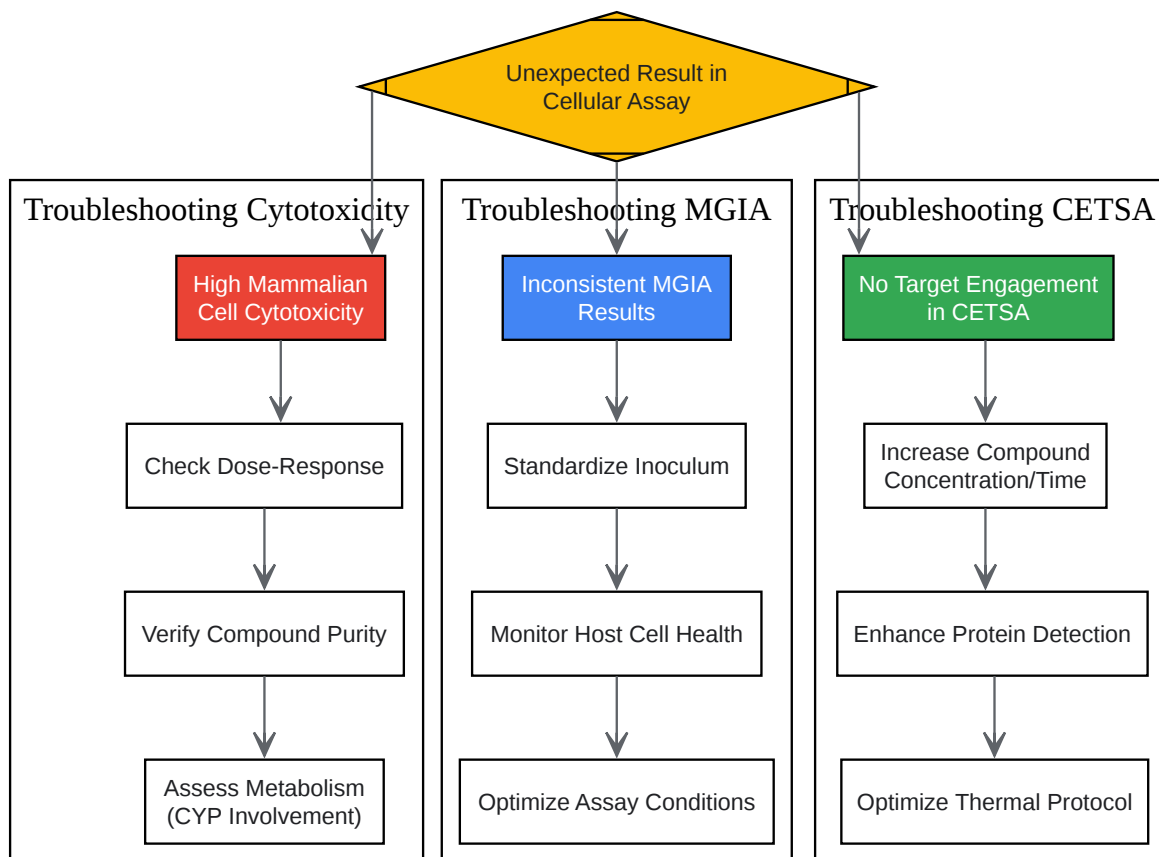 Unexpected Result in
Cellular Assay
Troubleshooting Cytotoxicity
High Mammalian
Cell Cytotoxicity
Check Dose-Response
Verify Compound Purity
Assess Metabolism
(CYP Involvement)
Troubleshooting MGIA
Inconsistent MGIA
Results
Standardize Inoculum
Monitor Host Cell Health
Optimize Assay Conditions
Troubleshooting CETSA
No Target Engagement
in CETSA
Increase Compound
Concentration/Time
Enhance Protein Detection
Optimize Thermal Protocol